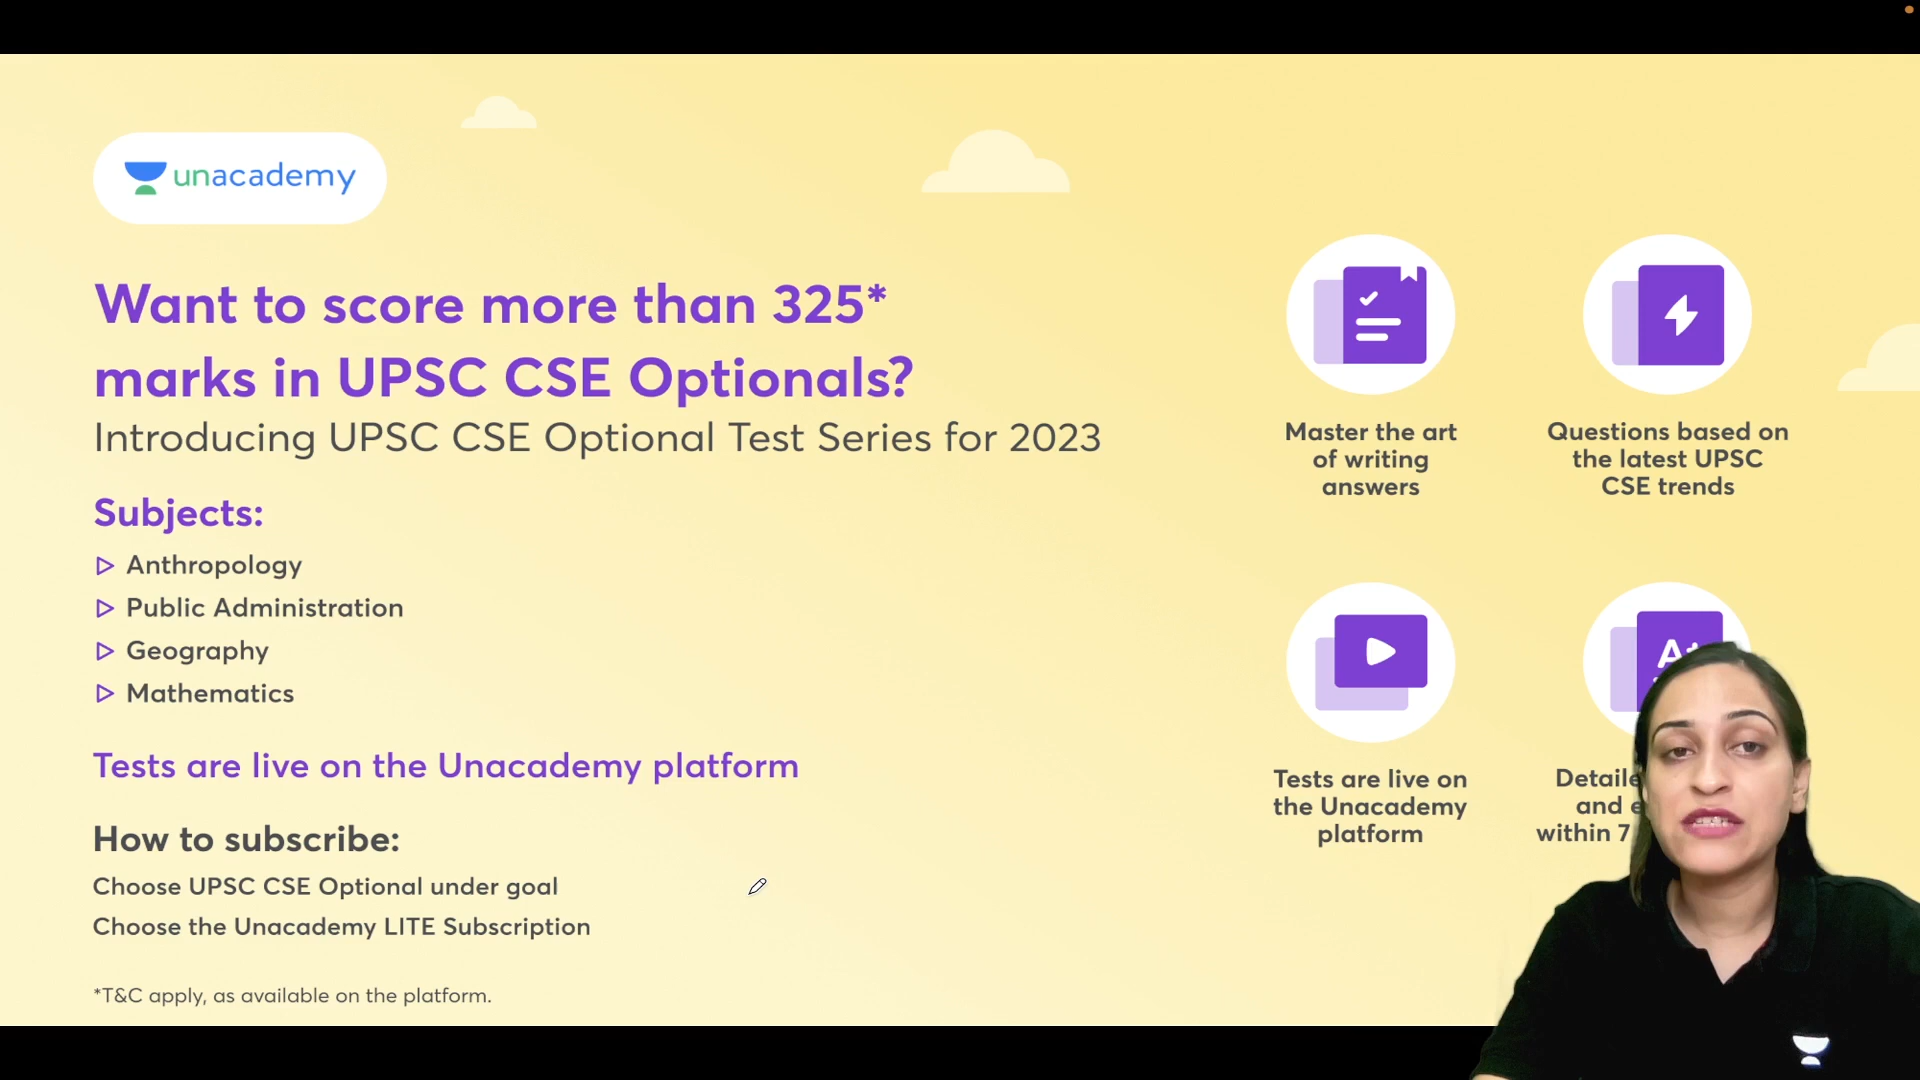 unacademy
Want to score more than 325*
marks in UPSC CSE Optionals?
Introducing UPSC CSE Optional Test Series for 2023
Subjects:
Anthropology
Public Administration
Geography
Mathematics
Tests are live on the Unacademy platform
How to subscribe:
Choose UPSC CSE Optional under goal
Choose the Unacademy LITE Subscription
*T&C apply, as available on the platform.
Master the art
of writing
answers
Questions based on
the latest UPSC
CSE trends
Tests are live on
the Unacademy
platform
and
within 7